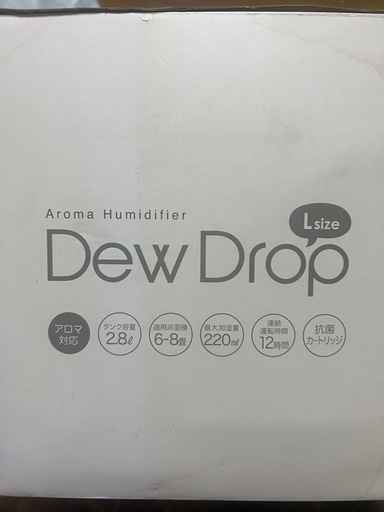 Aroma Humidifier
L size
Dew Drop
アロマ
対応
タンク容量
2.8ℓ
適用床面積
6-8畳
最大加湿量
220㎖
連続
運転時間
12時間
抗菌
カートリッジ